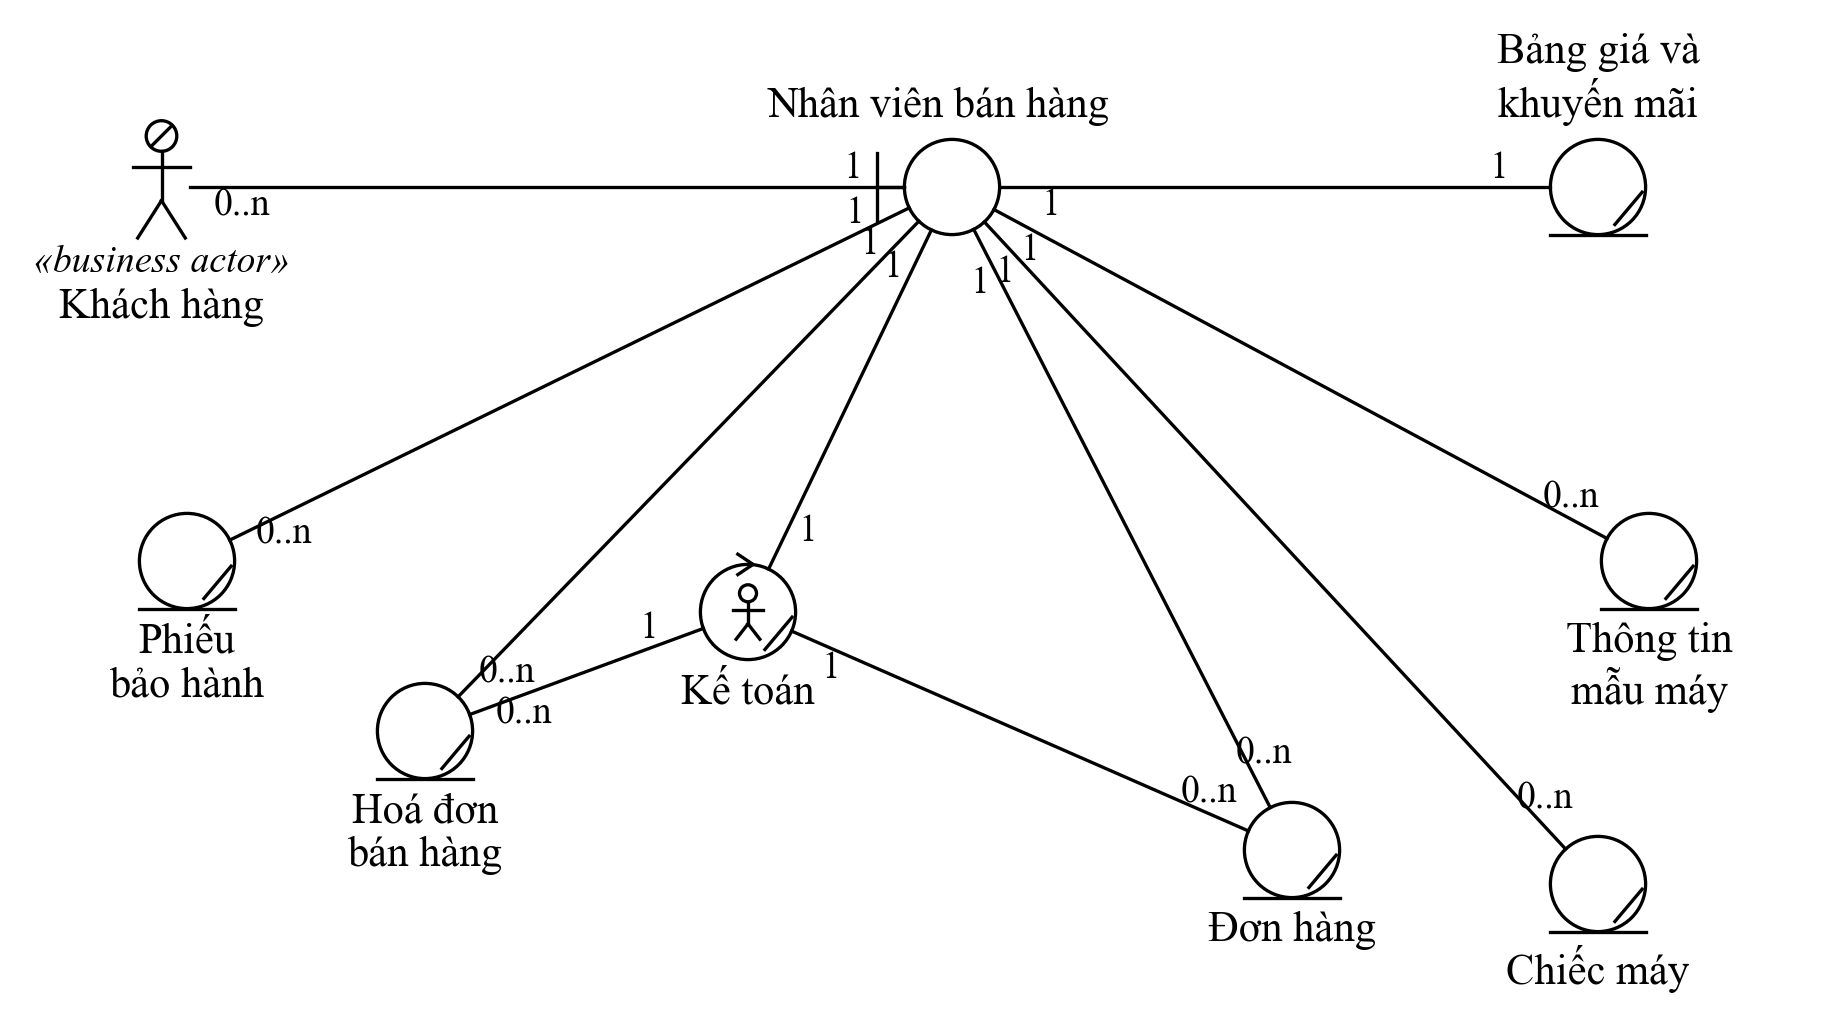 Bảng giá và
khuyến mãi
Nhân viên bán hàng
1
1
0..n
1
1
1
1
1
1
1
«business actor»
Khách hàng
0..n
0..n
1
1
0..n
0..n
1
0..n
0..n
0..n
Phiếu
bảo hành
Kế toán
Thông tin
mẫu máy
Hoá đơn
bán hàng
Đơn hàng
Chiếc máy